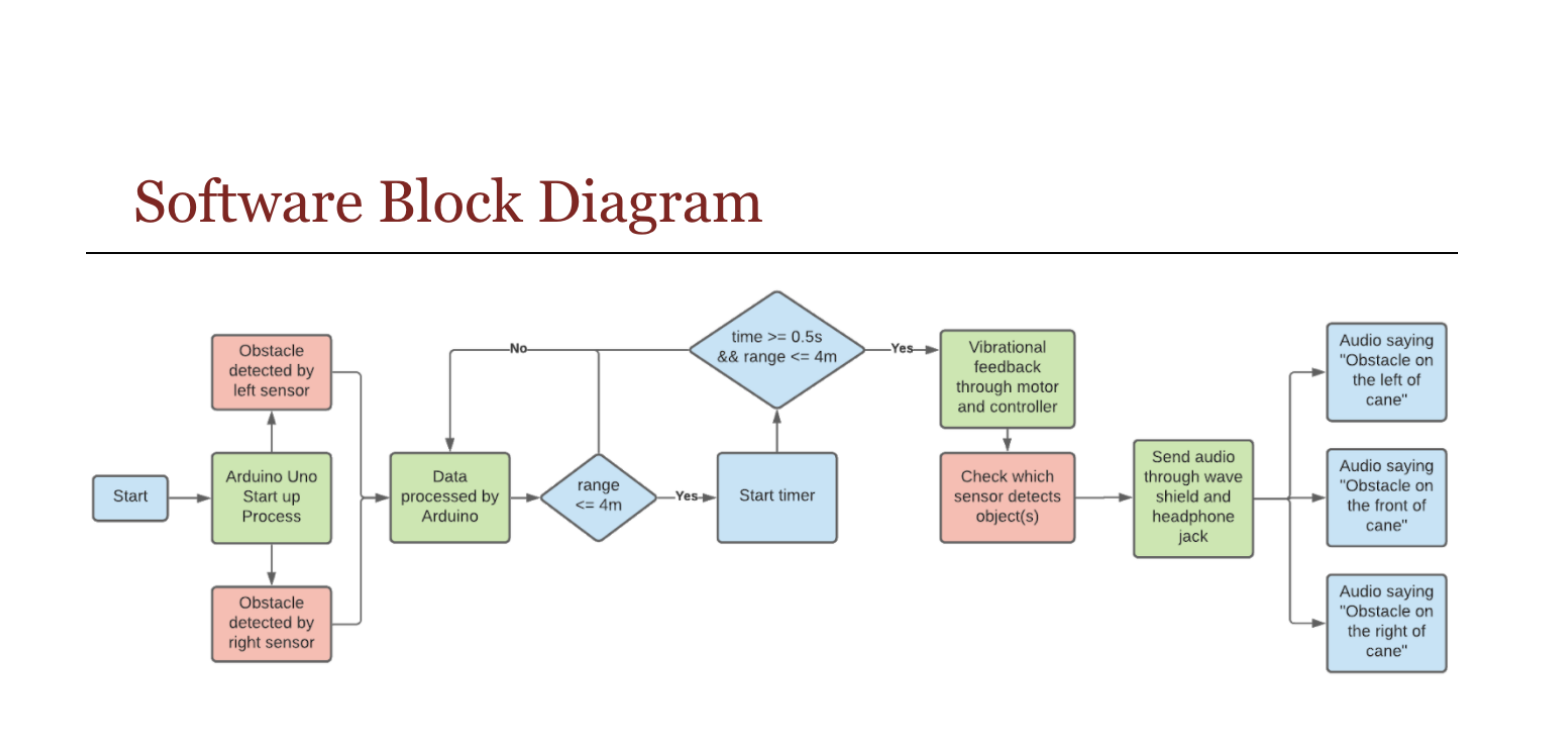 Software Block Diagram
Start
Obstacle
detected by
left sensor
Arduino Uno
Start up
Process
Obstacle
detected by
right sensor
Data
processed by
Arduino
No
range
<= 4m
Yes
Start timer
time >= 0.5s
&& range <= 4m
Yes
Vibrational
feedback
through motor
and controller
Check which
sensor detects
object(s)
Send audio
through wave
shield and
headphone
jack
Audio saying
"Obstacle on
the left of
cane"
Audio saying
"Obstacle on
the front of
cane"
Audio saying
"Obstacle on
the right of
cane"